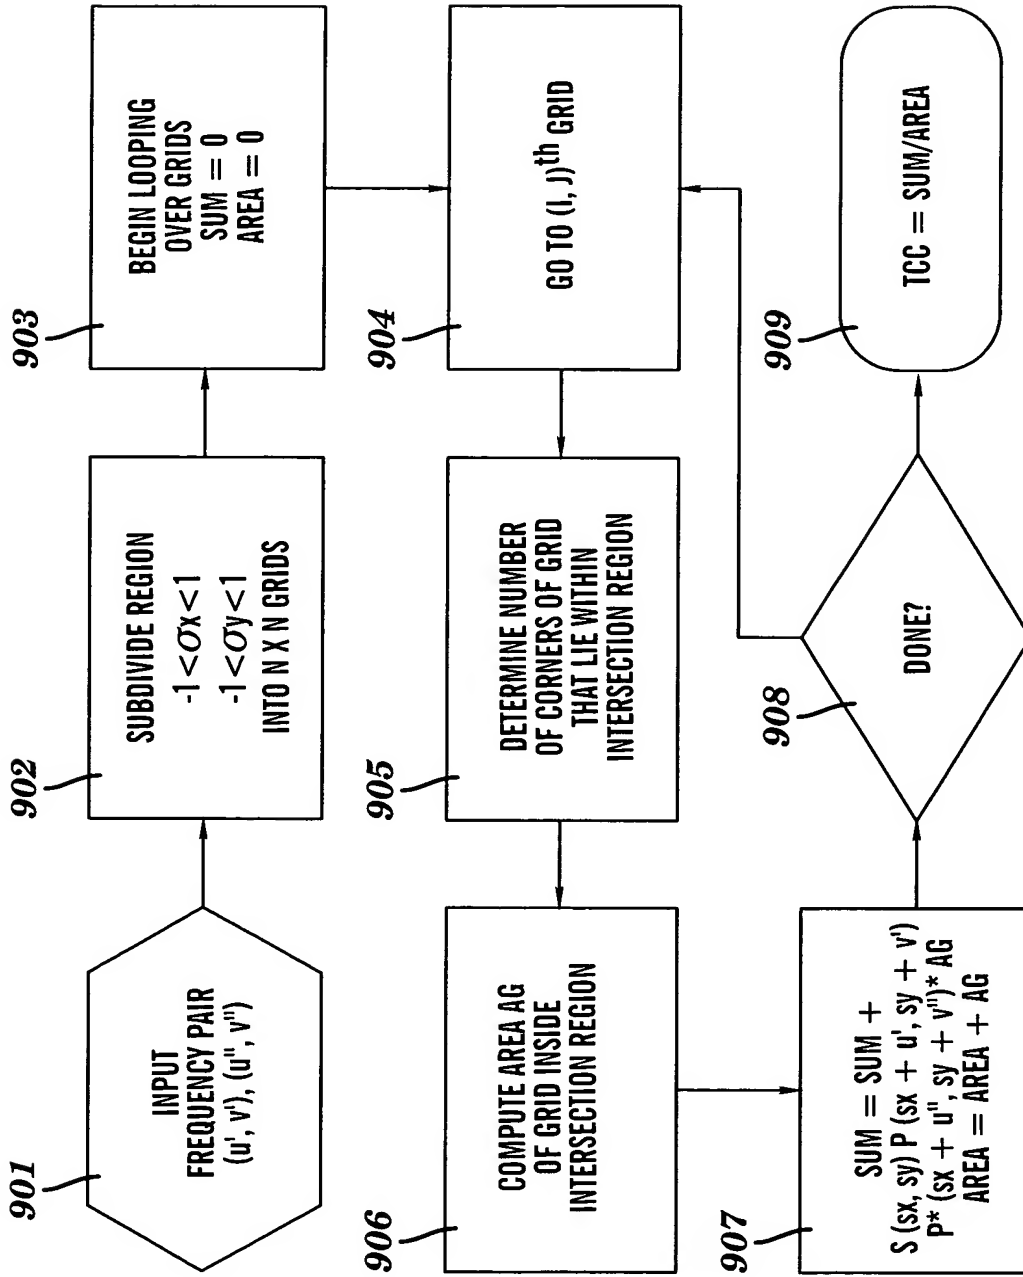 901
INPUT
FREQUENCY PAIR
(u', v'), (u'', v'')
902
SUBDIVIDE REGION
-1<σx<1
-1<σy<1
INTO N X N GRIDS
903
BEGIN LOOPING
OVER GRIDS
SUM = 0
AREA = 0
904
GO TO (I, J)th GRID
905
DETERMINE NUMBER
OF CORNERS OF GRID
THAT LIE WITHIN
INTERSECTION REGION
906
COMPUTE AREA AG
OF GRID INSIDE
INTERSECTION REGION
907
SUM = SUM +
S (sx, sy) P (sx + u', sy + v')
P* (sx + u'', sy + v'')* AG
AREA = AREA + AG
908
DONE?
909
TCC = SUM/AREA